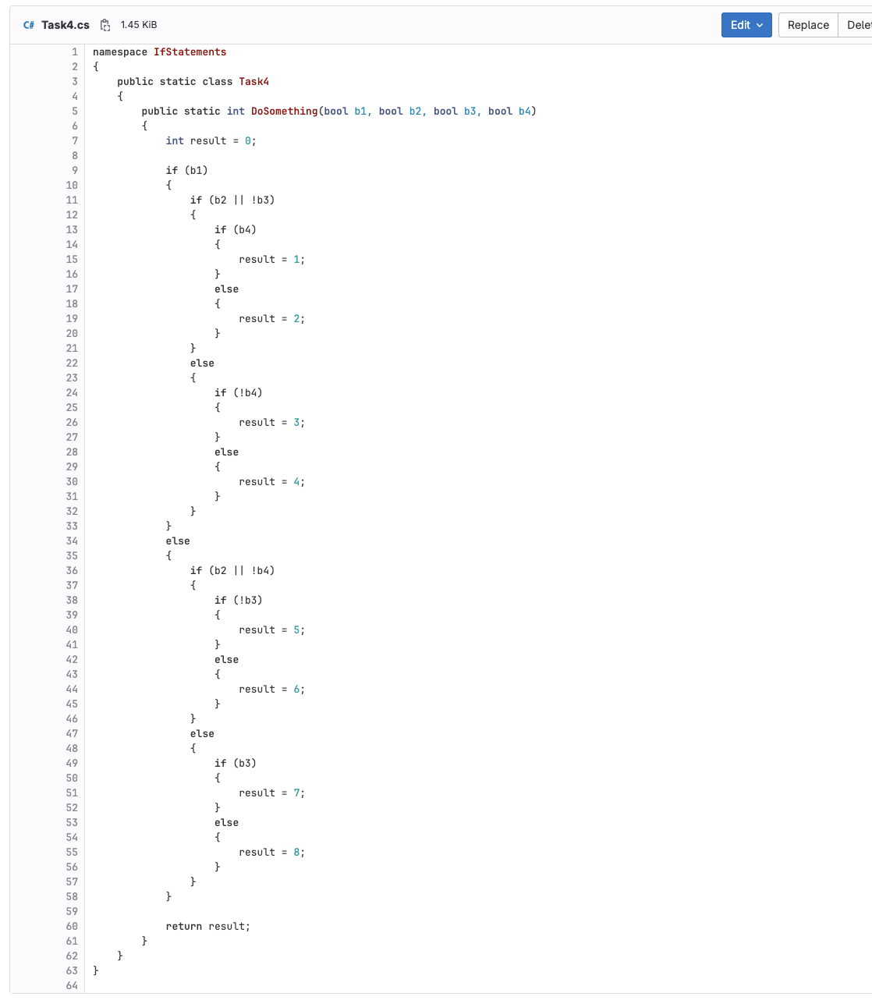 C# Task4.cs 1.45 KiB Edit Replace Delet
1 namespace IfStatements
2 {
3     public static class Task4
4     {
5         public static int DoSomething(bool b1, bool b2, bool b3, bool b4)
6         {
7             int result = 0;
8
9             if (b1)
10             {
11                 if (b2 || !b3)
12                 {
13                     if (b4)
14                     {
15                         result = 1;
16                     }
17                     else
18                     {
19                         result = 2;
20                     }
21                 }
22                 else
23                 {
24                     if (!b4)
25                     {
26                         result = 3;
27                     }
28                     else
29                     {
30                         result = 4;
31                     }
32                 }
33             }
34             else
35             {
36                 if (b2 || !b4)
37                 {
38                     if (!b3)
39                     {
40                         result = 5;
41                     }
42                     else
43                     {
44                         result = 6;
45                     }
46                 }
47                 else
48                 {
49                     if (b3)
50                     {
51                         result = 7;
52                     }
53                     else
54                     {
55                         result = 8;
56                     }
57                 }
58             }
59
60             return result;
61         }
62     }
63 }
64